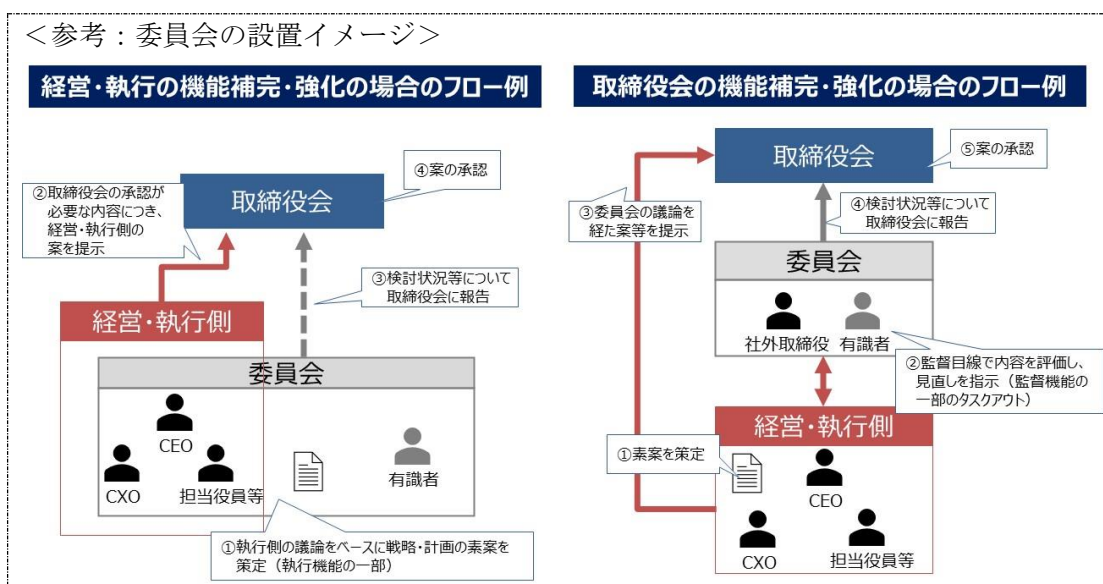 ＜参考：委員会の設置イメージ＞
経営・執行の機能補完・強化の場合のフロー例
取締役会
④案の承認
②取締役会の承認が
必要な内容につき、
経営・執行側の
案を提示
③検討状況等について
取締役会に報告
経営・執行側
委員会
CEO
CXO
担当役員等
有識者
①執行側の議論をベースに戦略・計画の素案を
策定（執行機能の一部）
取締役会の機能補完・強化の場合のフロー例
取締役会
⑤案の承認
③委員会の議論を
経た案等を提示
④検討状況等について
取締役会に報告
委員会
社外取締役
有識者
②監督目線で内容を評価し、
見直しを指示（監督機能の
一部のタスクアウト）
経営・執行側
①素案を策定
CEO
CXO
担当役員等